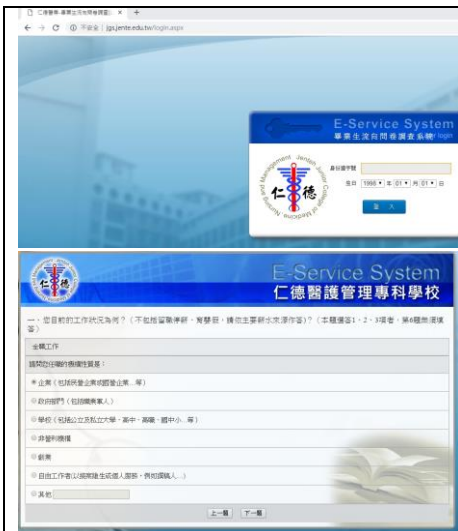 仁德醫專-畢業生流向問卷調查
不安全 | jgs.jente.edu.tw/login.aspx
E-Service System
畢業生流向問卷調查系統
身份證字號
生日 1998 年 01 月 01 日
登 入
仁 德
E-Service System
仁德醫護管理專科學校
一、您目前的工作狀況為何？（不包括留職停薪、育嬰假，請依主要薪水來源作答）？（本題選答1、2、3項者，第6題無須填
答）
全職工作
請問您任職的機構性質是：
企業（包括民營企業或國營企業…等）
政府部門（包括職業軍人）
學校（包括公立及私立大學、高中、高職、國中小…等）
非營利機構
創業
自由工作者(以接案維生或個人服務，例如撰稿人...)
其他
上一題 下一題